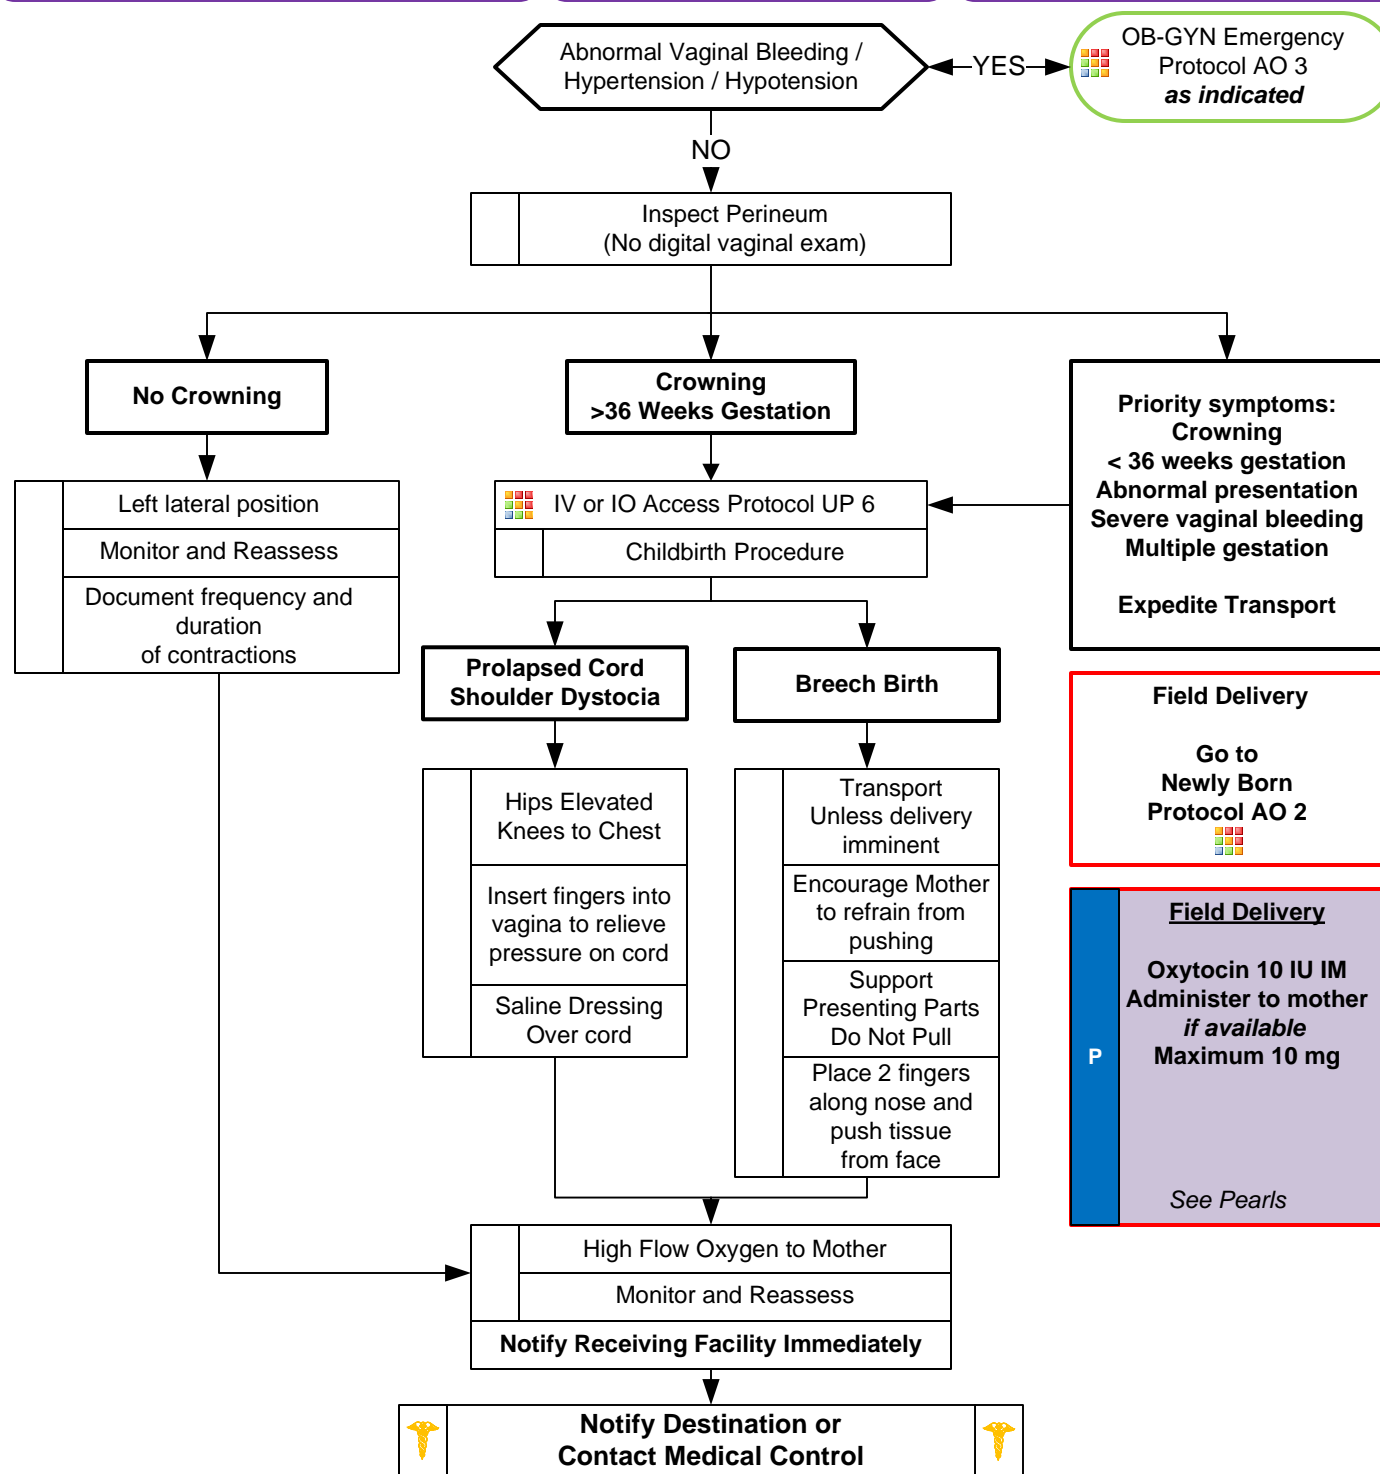 Abnormal Vaginal Bleeding /
Hypertension / Hypotension
YES
OB-GYN Emergency
Protocol AO 3
as indicated
NO
Inspect Perineum
(No digital vaginal exam)
No Crowning
Crowning
>36 Weeks Gestation
Priority symptoms:
Crowning
< 36 weeks gestation
Abnormal presentation
Severe vaginal bleeding
Multiple gestation
Expedite Transport
Left lateral position
Monitor and Reassess
Document frequency and
duration
of contractions
IV or IO Access Protocol UP 6
Childbirth Procedure
Prolapsed Cord
Shoulder Dystocia
Breech Birth
Hips Elevated
Knees to Chest
Insert fingers into
vagina to relieve
pressure on cord
Saline Dressing
Over cord
Transport
Unless delivery
imminent
Encourage Mother
to refrain from
pushing
Support
Presenting Parts
Do Not Pull
Place 2 fingers
along nose and
push tissue
from face
Field Delivery
Go to
Newly Born
Protocol AO 2
P
Field Delivery
Oxytocin 10 IU IM
Administer to mother
if available
Maximum 10 mg
See Pearls
High Flow Oxygen to Mother
Monitor and Reassess
Notify Receiving Facility Immediately
Notify Destination or
Contact Medical Control